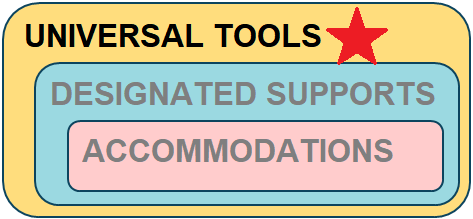 UNIVERSAL TOOLS
DESIGNATED SUPPORTS
ACCOMMODATIONS